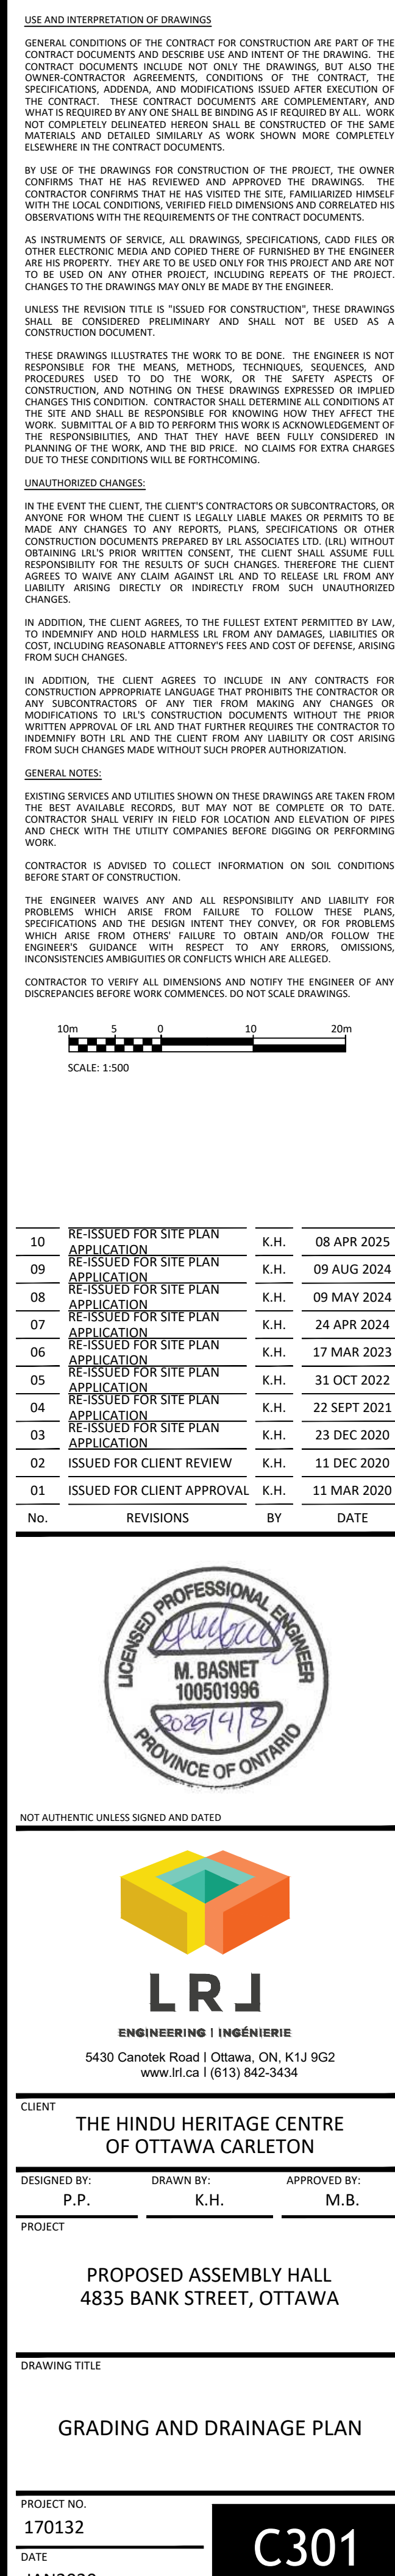 USE AND INTERPRETATION OF DRAWINGS
GENERAL CONDITIONS OF THE CONTRACT FOR CONSTRUCTION ARE PART OF THE
CONTRACT DOCUMENTS AND DESCRIBE USE AND INTENT OF THE DRAWING. THE
CONTRACT DOCUMENTS INCLUDE NOT ONLY THE DRAWINGS, BUT ALSO THE
OWNER-CONTRACTOR AGREEMENTS, CONDITIONS OF THE CONTRACT, THE
SPECIFICATIONS, ADDENDA, AND MODIFICATIONS ISSUED AFTER EXECUTION OF
THE CONTRACT. THESE CONTRACT DOCUMENTS ARE COMPLEMENTARY, AND
WHAT IS REQUIRED BY ANY ONE SHALL BE BINDING AS IF REQUIRED BY ALL. WORK
NOT COMPLETELY DELINEATED HEREON SHALL BE CONSTRUCTED OF THE SAME
MATERIALS AND DETAILED SIMILARLY AS WORK SHOWN MORE COMPLETELY
ELSEWHERE IN THE CONTRACT DOCUMENTS.
BY USE OF THE DRAWINGS FOR CONSTRUCTION OF THE PROJECT, THE OWNER
CONFIRMS THAT HE HAS REVIEWED AND APPROVED THE DRAWINGS. THE
CONTRACTOR CONFIRMS THAT HE HAS VISITED THE SITE, FAMILIARIZED HIMSELF
WITH THE LOCAL CONDITIONS, VERIFIED FIELD DIMENSIONS AND CORRELATED HIS
OBSERVATIONS WITH THE REQUIREMENTS OF THE CONTRACT DOCUMENTS.
AS INSTRUMENTS OF SERVICE, ALL DRAWINGS, SPECIFICATIONS, CADD FILES OR
OTHER ELECTRONIC MEDIA AND COPIED THERE OF FURNISHED BY THE ENGINEER
ARE HIS PROPERTY. THEY ARE TO BE USED ONLY FOR THIS PROJECT AND ARE NOT
TO BE USED ON ANY OTHER PROJECT, INCLUDING REPEATS OF THE PROJECT.
CHANGES TO THE DRAWINGS MAY ONLY BE MADE BY THE ENGINEER.
UNLESS THE REVISION TITLE IS "ISSUED FOR CONSTRUCTION", THESE DRAWINGS
SHALL BE CONSIDERED PRELIMINARY AND SHALL NOT BE USED AS A
CONSTRUCTION DOCUMENT.
THESE DRAWINGS ILLUSTRATES THE WORK TO BE DONE. THE ENGINEER IS NOT
RESPONSIBLE FOR THE MEANS, METHODS, TECHNIQUES, SEQUENCES, AND
PROCEDURES USED TO DO THE WORK, OR THE SAFETY ASPECTS OF
CONSTRUCTION, AND NOTHING ON THESE DRAWINGS EXPRESSED OR IMPLIED
CHANGES THIS CONDITION. CONTRACTOR SHALL DETERMINE ALL CONDITIONS AT
THE SITE AND SHALL BE RESPONSIBLE FOR KNOWING HOW THEY AFFECT THE
WORK. SUBMITTAL OF A BID TO PERFORM THIS WORK IS ACKNOWLEDGEMENT OF
THE RESPONSIBILITIES, AND THAT THEY HAVE BEEN FULLY CONSIDERED IN
PLANNING OF THE WORK, AND THE BID PRICE. NO CLAIMS FOR EXTRA CHARGES
DUE TO THESE CONDITIONS WILL BE FORTHCOMING.
UNAUTHORIZED CHANGES:
IN THE EVENT THE CLIENT, THE CLIENT'S CONTRACTORS OR SUBCONTRACTORS, OR
ANYONE FOR WHOM THE CLIENT IS LEGALLY LIABLE MAKES OR PERMITS TO BE
MADE ANY CHANGES TO ANY REPORTS, PLANS, SPECIFICATIONS OR OTHER
CONSTRUCTION DOCUMENTS PREPARED BY LRL ASSOCIATES LTD. (LRL) WITHOUT
OBTAINING LRL'S PRIOR WRITTEN CONSENT, THE CLIENT SHALL ASSUME FULL
RESPONSIBILITY FOR THE RESULTS OF SUCH CHANGES. THEREFORE THE CLIENT
AGREES TO WAIVE ANY CLAIM AGAINST LRL AND TO RELEASE LRL FROM ANY
LIABILITY ARISING DIRECTLY OR INDIRECTLY FROM SUCH UNAUTHORIZED
CHANGES.
IN ADDITION, THE CLIENT AGREES, TO THE FULLEST EXTENT PERMITTED BY LAW,
TO INDEMNIFY AND HOLD HARMLESS LRL FROM ANY DAMAGES, LIABILITIES OR
COST, INCLUDING REASONABLE ATTORNEY'S FEES AND COST OF DEFENSE, ARISING
FROM SUCH CHANGES.
IN ADDITION, THE CLIENT AGREES TO INCLUDE IN ANY CONTRACTS FOR
CONSTRUCTION APPROPRIATE LANGUAGE THAT PROHIBITS THE CONTRACTOR OR
ANY SUBCONTRACTORS OF ANY TIER FROM MAKING ANY CHANGES OR
MODIFICATIONS TO LRL'S CONSTRUCTION DOCUMENTS WITHOUT THE PRIOR
WRITTEN APPROVAL OF LRL AND THAT FURTHER REQUIRES THE CONTRACTOR TO
INDEMNIFY BOTH LRL AND THE CLIENT FROM ANY LIABILITY OR COST ARISING
FROM SUCH CHANGES MADE WITHOUT SUCH PROPER AUTHORIZATION.
GENERAL NOTES:
EXISTING SERVICES AND UTILITIES SHOWN ON THESE DRAWINGS ARE TAKEN FROM
THE BEST AVAILABLE RECORDS, BUT MAY NOT BE COMPLETE OR TO DATE.
CONTRACTOR SHALL VERIFY IN FIELD FOR LOCATION AND ELEVATION OF PIPES
AND CHECK WITH THE UTILITY COMPANIES BEFORE DIGGING OR PERFORMING
WORK.
CONTRACTOR IS ADVISED TO COLLECT INFORMATION ON SOIL CONDITIONS
BEFORE START OF CONSTRUCTION.
THE ENGINEER WAIVES ANY AND ALL RESPONSIBILITY AND LIABILITY FOR
PROBLEMS WHICH ARISE FROM FAILURE TO FOLLOW THESE PLANS,
SPECIFICATIONS AND THE DESIGN INTENT THEY CONVEY, OR FOR PROBLEMS
WHICH ARISE FROM OTHERS' FAILURE TO OBTAIN AND/OR FOLLOW THE
ENGINEER'S GUIDANCE WITH RESPECT TO ANY ERRORS, OMISSIONS,
INCONSISTENCIES AMBIGUITIES OR CONFLICTS WHICH ARE ALLEGED.
CONTRACTOR TO VERIFY ALL DIMENSIONS AND NOTIFY THE ENGINEER OF ANY
DISCREPANCIES BEFORE WORK COMMENCES. DO NOT SCALE DRAWINGS.
10m 5 0 10 20m
SCALE: 1:500
10 RE-ISSUED FOR SITE PLAN APPLICATION K.H. 08 APR 2025
09 RE-ISSUED FOR SITE PLAN APPLICATION K.H. 09 AUG 2024
08 RE-ISSUED FOR SITE PLAN APPLICATION K.H. 09 MAY 2024
07 RE-ISSUED FOR SITE PLAN APPLICATION K.H. 24 APR 2024
06 RE-ISSUED FOR SITE PLAN APPLICATION K.H. 17 MAR 2023
05 RE-ISSUED FOR SITE PLAN APPLICATION K.H. 31 OCT 2022
04 RE-ISSUED FOR SITE PLAN APPLICATION K.H. 22 SEPT 2021
03 RE-ISSUED FOR SITE PLAN APPLICATION K.H. 23 DEC 2020
02 ISSUED FOR CLIENT REVIEW K.H. 11 DEC 2020
01 ISSUED FOR CLIENT APPROVAL K.H. 11 MAR 2020
No. REVISIONS BY DATE
LICENSED PROFESSIONAL ENGINEER
M. BASNET
100501996
2025/4/8
PROVINCE OF ONTARIO
NOT AUTHENTIC UNLESS SIGNED AND DATED
LRL
ENGINEERING | INGÉNIERIE
5430 Canotek Road | Ottawa, ON, K1J 9G2
www.lrl.ca | (613) 842-3434
CLIENT
THE HINDU HERITAGE CENTRE
OF OTTAWA CARLETON
DESIGNED BY: DRAWN BY: APPROVED BY:
P.P. K.H. M.B.
PROJECT
PROPOSED ASSEMBLY HALL
4835 BANK STREET, OTTAWA
DRAWING TITLE
GRADING AND DRAINAGE PLAN
PROJECT NO.
170132
C301
DATE